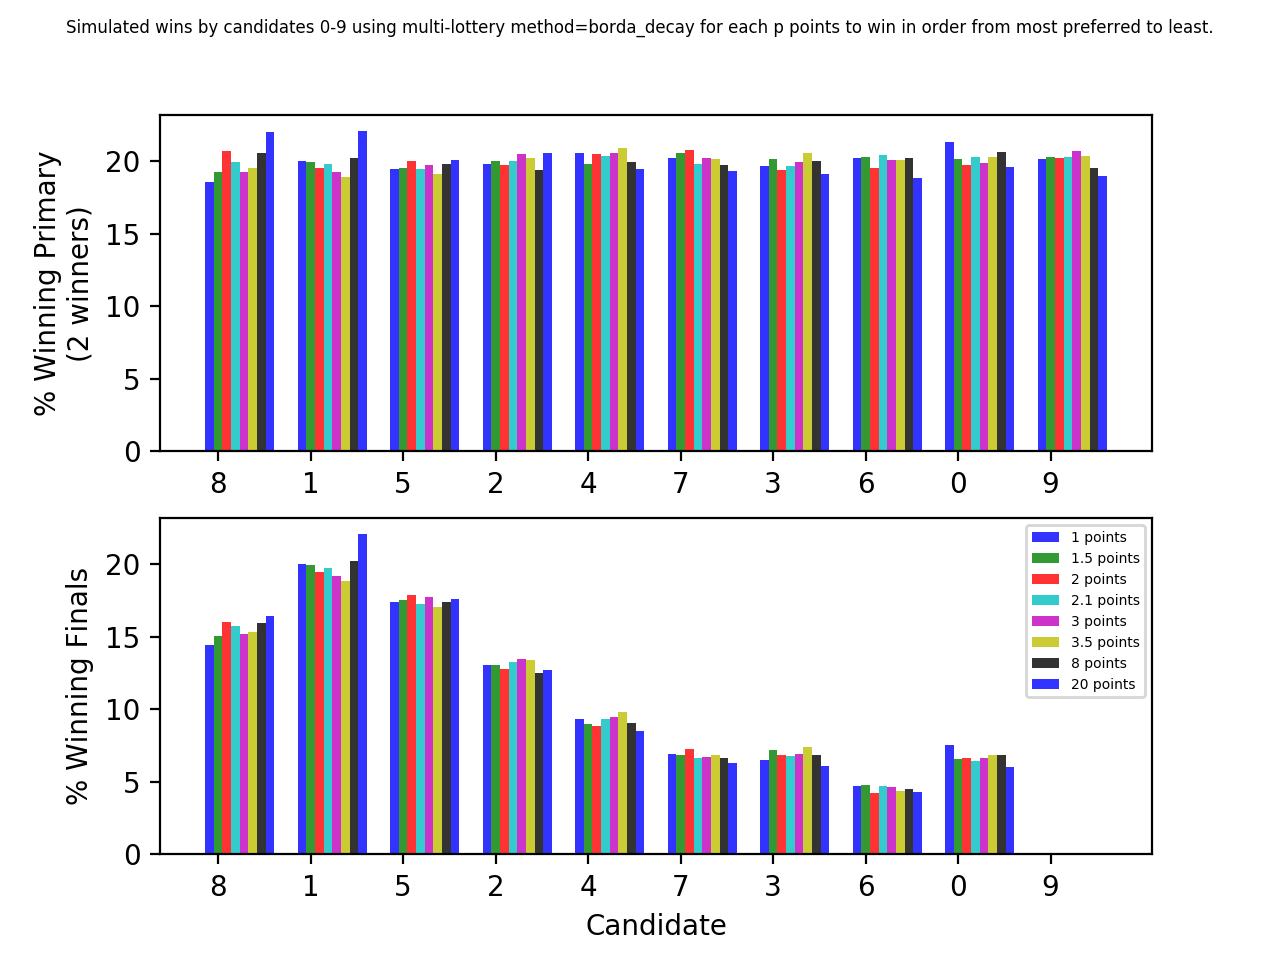 Simulated wins by candidates 0-9 using multi-lottery method=borda_decay for each p points to win in order from most preferred to least.
% Winning Primary
(2 winners)
20
15
10
5
0
8 1 5 2 4 7 3 6 0 9
% Winning Finals
20
15
10
5
0
1 points
1.5 points
2 points
2.1 points
3 points
3.5 points
8 points
20 points
8 1 5 2 4 7 3 6 0 9
Candidate